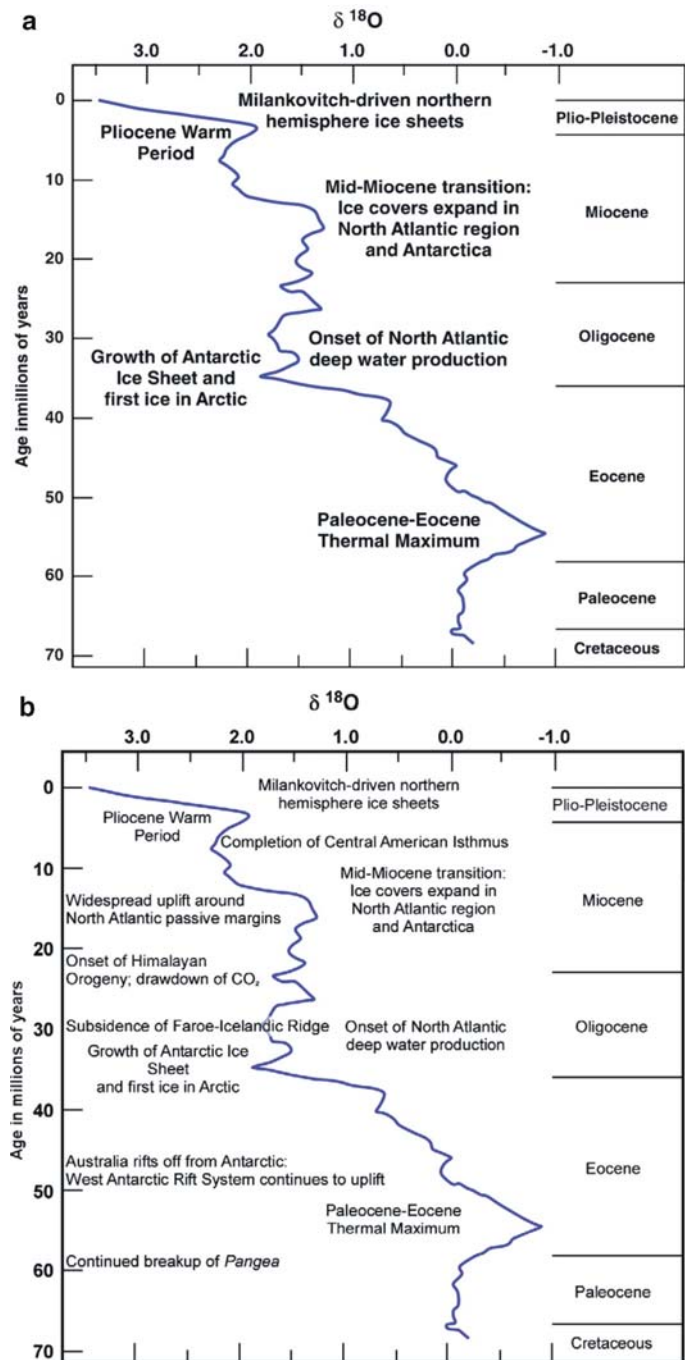 a
δ 18O
3.0 2.0 1.0 0.0 -1.0
0
Milankovitch-driven northern
hemisphere ice sheets
Plio-Pleistocene
Pliocene Warm
Period
10
Mid-Miocene transition:
Ice covers expand in
North Atlantic region
and Antarctica
Miocene
20
30
Onset of North Atlantic
deep water production
Oligocene
Growth of Antarctic
Ice Sheet and
first ice in Arctic
40
Age inmillions of years
Eocene
50
Paleocene-Eocene
Thermal Maximum
60
Paleocene
70
Cretaceous
b
δ 18O
3.0 2.0 1.0 0.0 -1.0
0
Milankovitch-driven northern
hemisphere ice sheets
Plio-Pleistocene
Pliocene Warm
Period
Completion of Central American Isthmus
10
Mid-Miocene transition:
Ice covers expand in
North Atlantic region
and Antarctica
Miocene
Widespread uplift around
North Atlantic passive margins
20
Onset of Himalayan
Orogeny; drawdown of CO₂
30
Subsidence of Faroe-Icelandic Ridge
Onset of North Atlantic
deep water production
Oligocene
Growth of Antarctic Ice
Sheet
and first ice in Arctic
40
Age in millions of years
Australia rifts off from Antarctic:
West Antarctic Rift System continues to uplift
Eocene
50
Paleocene-Eocene
Thermal Maximum
Continued breakup of Pangea
60
Paleocene
70
Cretaceous